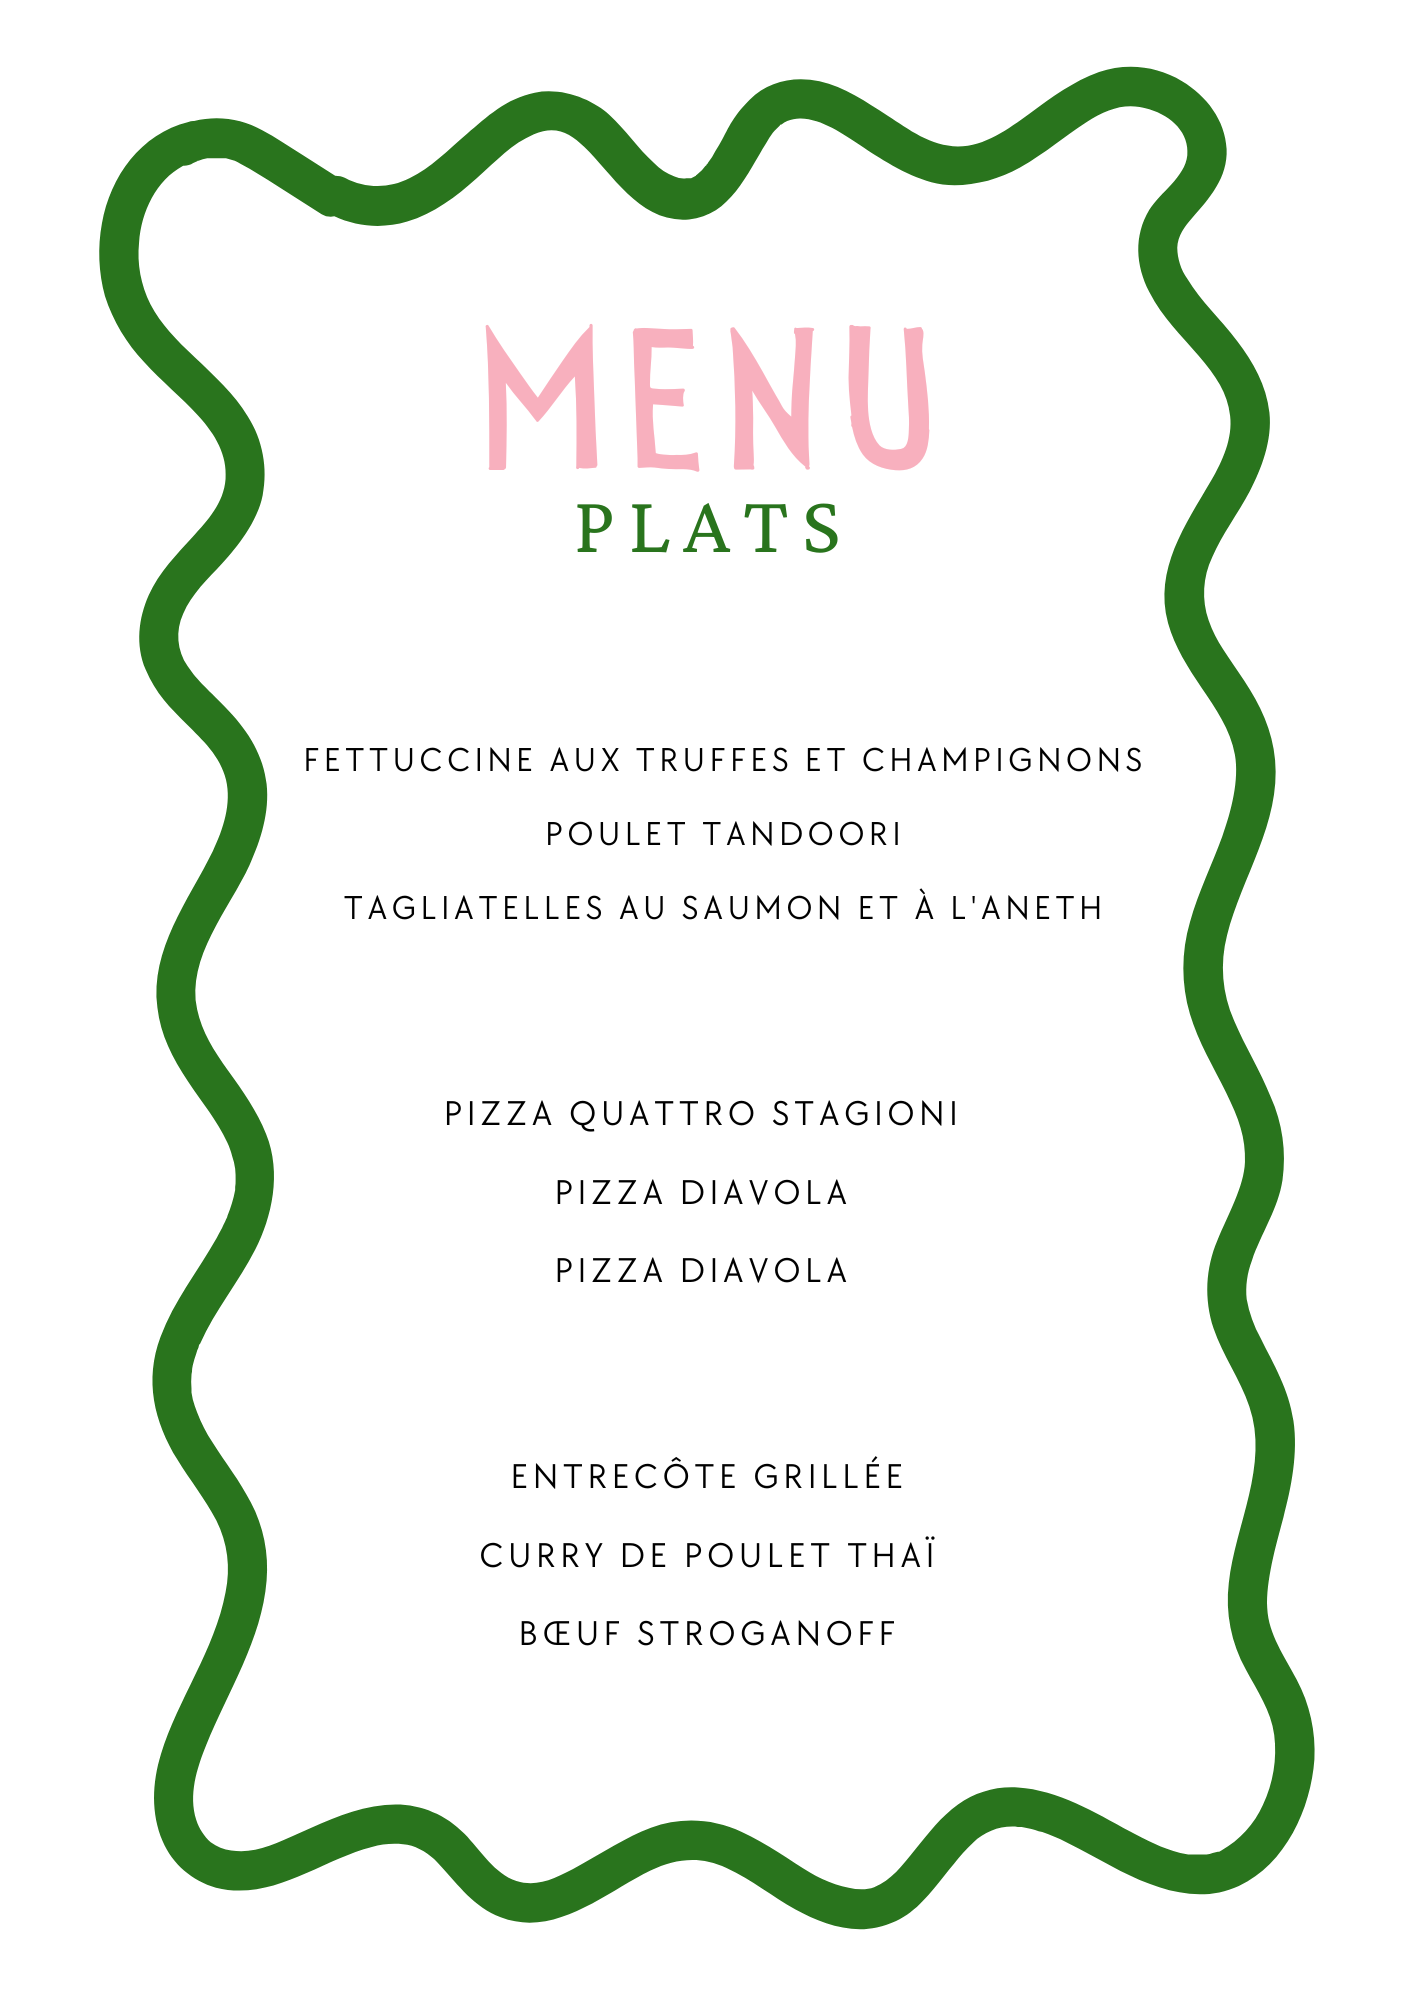 MENU
PLATS
FETTUCCINE AUX TRUFFES ET CHAMPIGNONS
POULET TANDOORI
TAGLIATELLES AU SAUMON ET À L'ANETH
PIZZA QUATTRO STAGIONI
PIZZA DIAVOLA
PIZZA DIAVOLA
ENTRECÔTE GRILLÉE
CURRY DE POULET THAÏ
BŒUF STROGANOFF